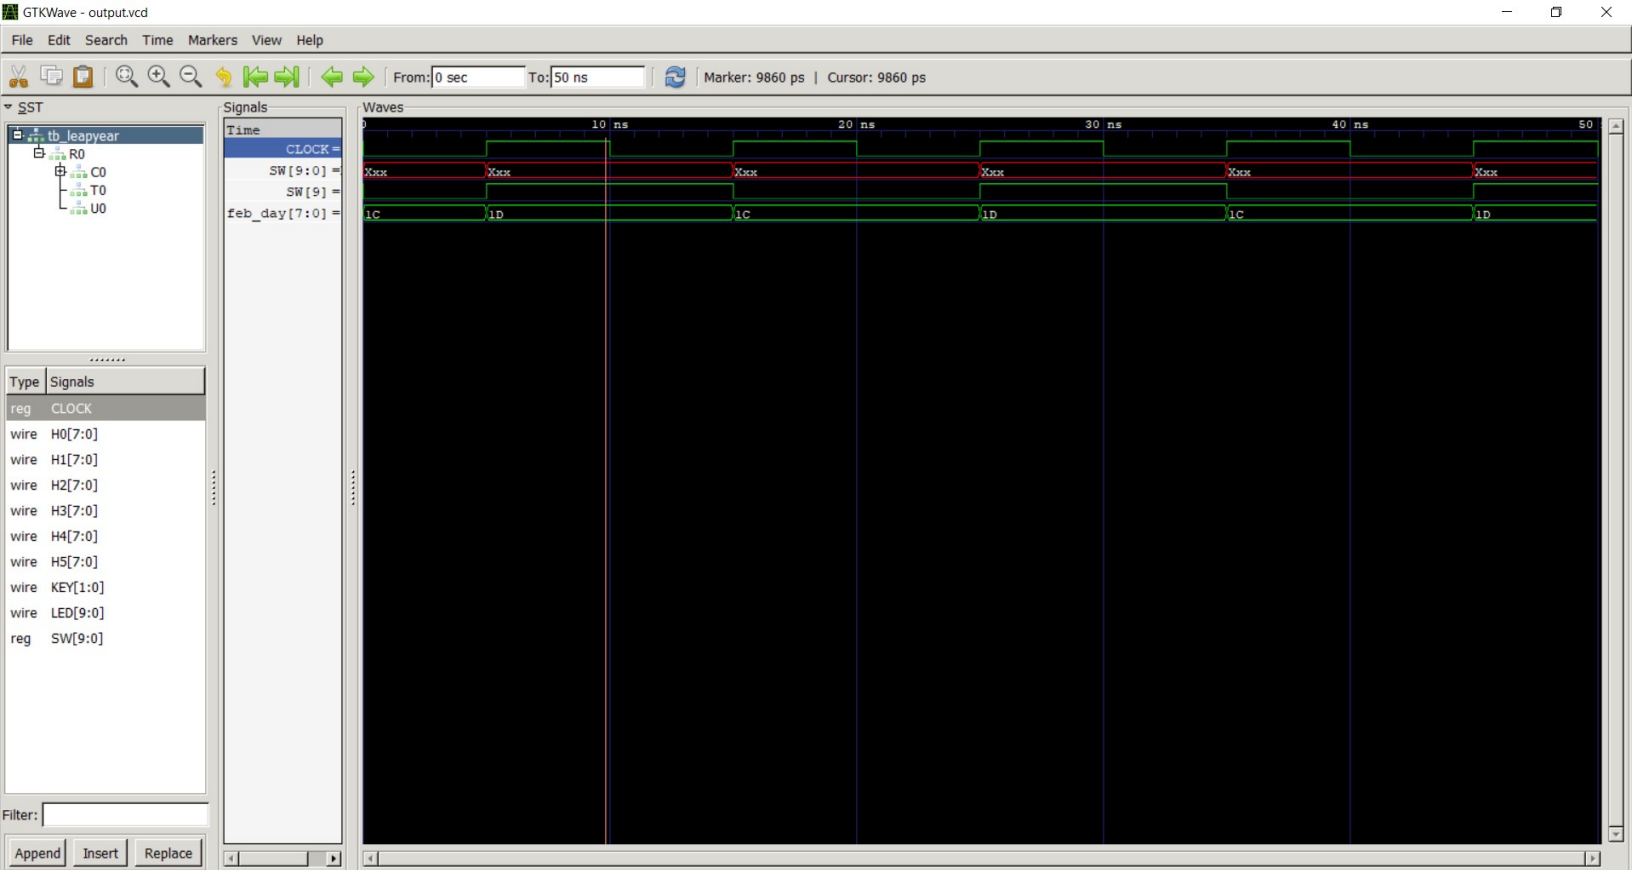 GTKWave - output.vcd
File Edit Search Time Markers View Help
From: 0 sec To: 50 ns Marker: 9860 ps | Cursor: 9860 ps
SST
tb_leapyear
R0
C0
T0
U0
Type Signals
reg CLOCK
wire H0[7:0]
wire H1[7:0]
wire H2[7:0]
wire H3[7:0]
wire H4[7:0]
wire H5[7:0]
wire KEY[1:0]
wire LED[9:0]
reg SW[9:0]
Filter:
Append Insert Replace
Signals
Time
CLOCK =
SW[9:0] =
SW[9] =
feb_day[7:0] =
Waves
0 10 ns 20 ns 30 ns 40 ns 50
Xxx Xxx Xxx Xxx Xxx Xxx
1C 1D 1C 1D 1C 1D